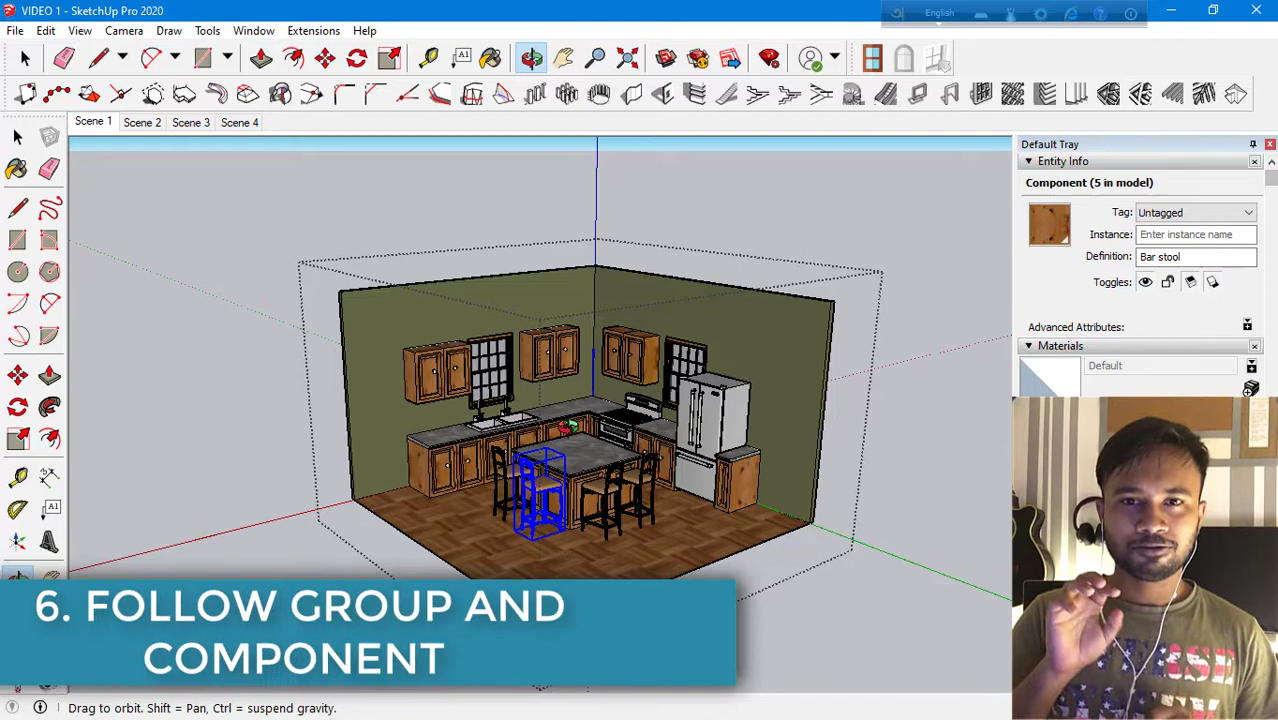 VIDEO 1 - SketchUp Pro 2020
English
File Edit View Camera Draw Tools Window Extensions Help
A1
Scene 1 Scene 2 Scene 3 Scene 4
Default Tray
Entity Info
Component (5 in model)
Tag: Untagged
Instance: Enter instance name
Definition: Bar stool
Toggles:
Advanced Attributes:
Materials
Default
A1
6. FOLLOW GROUP AND
COMPONENT
Drag to orbit. Shift = Pan, Ctrl = suspend gravity.